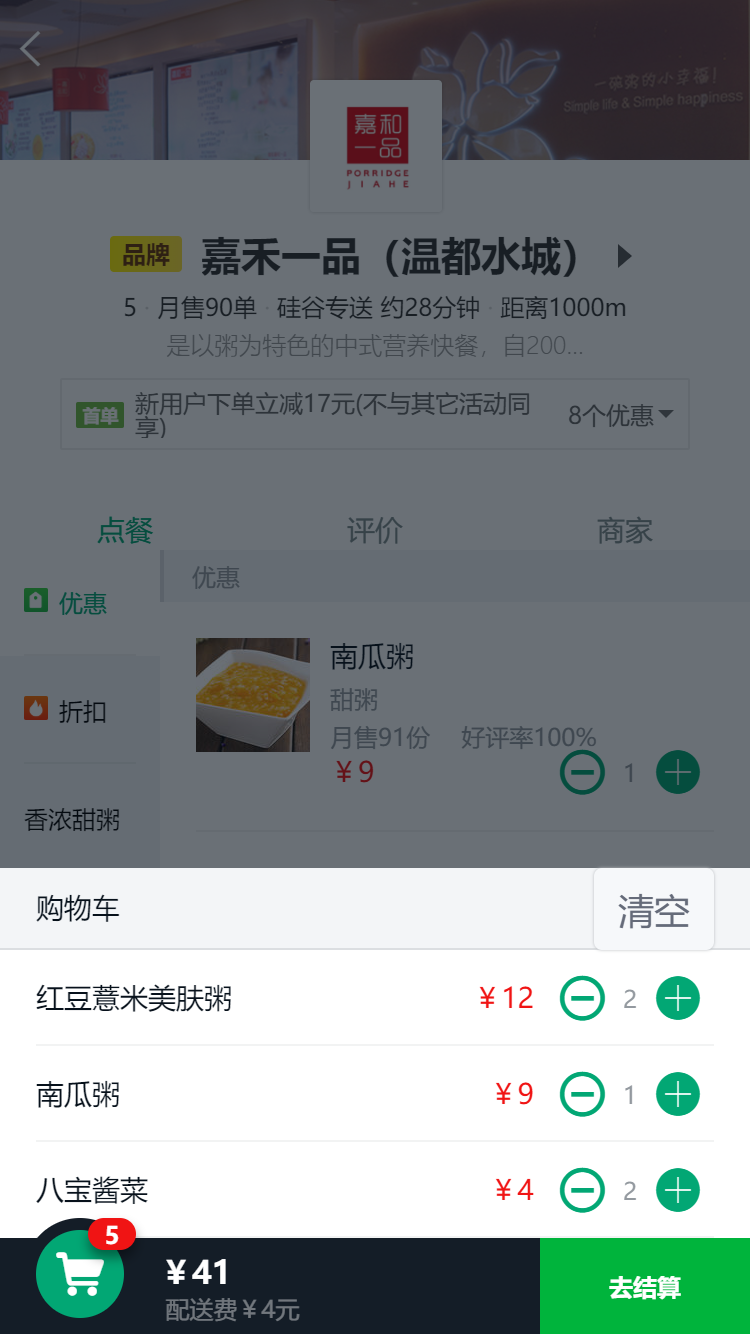 一碗粥的小幸福！
Simple life & Simple happiness
嘉和
一品
PORRIDGE
JIAHE
品牌 嘉禾一品（温都水城）
5 · 月售90单 · 硅谷专送 约28分钟 · 距离1000m
是以粥为特色的中式营养快餐，自200...
首单 新用户下单立减17元(不与其它活动同
享)
8个优惠
点餐 评价 商家
优惠
优惠
南瓜粥
甜粥
月售91份 好评率100%
折扣
¥9 1
香浓甜粥
购物车 清空
红豆薏米美肤粥 ¥12 2
南瓜粥 ¥9 1
八宝酱菜 ¥4 2
5
¥41
配送费¥4元
去结算